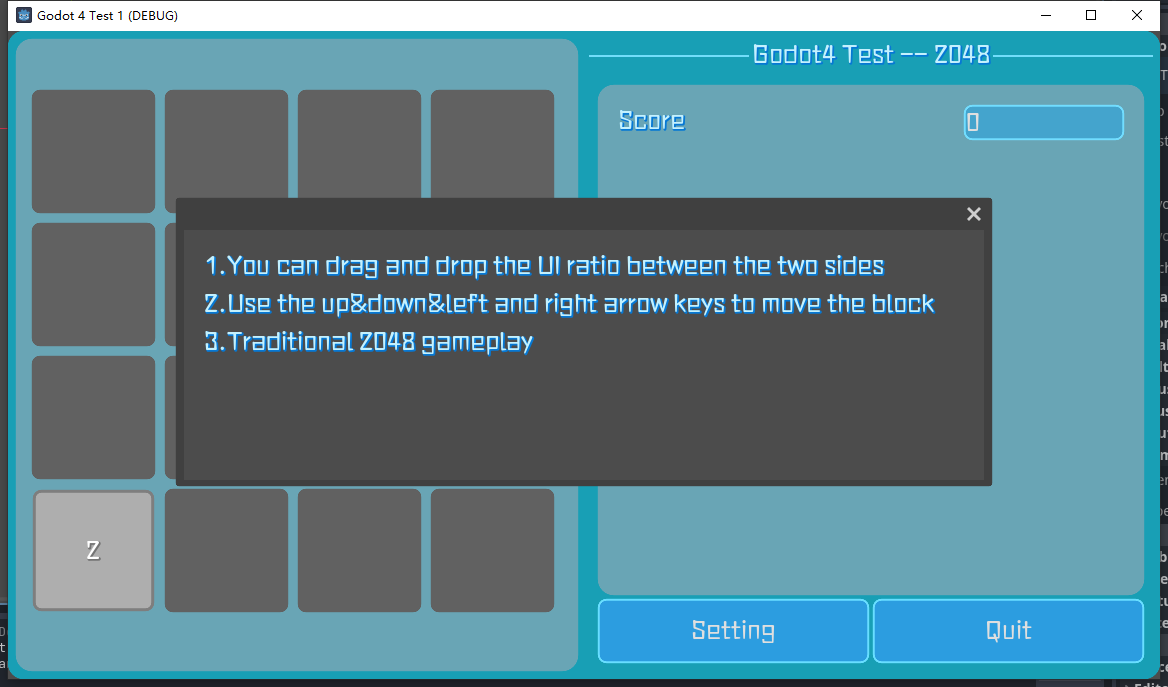 Godot 4 Test 1 (DEBUG)
Godot4 Test -- 2048
Score
0
1.You can drag and drop the UI ratio between the two sides
2.Use the up&down&left and right arrow keys to move the block
3.Traditional 2048 gameplay
2
Setting
Quit